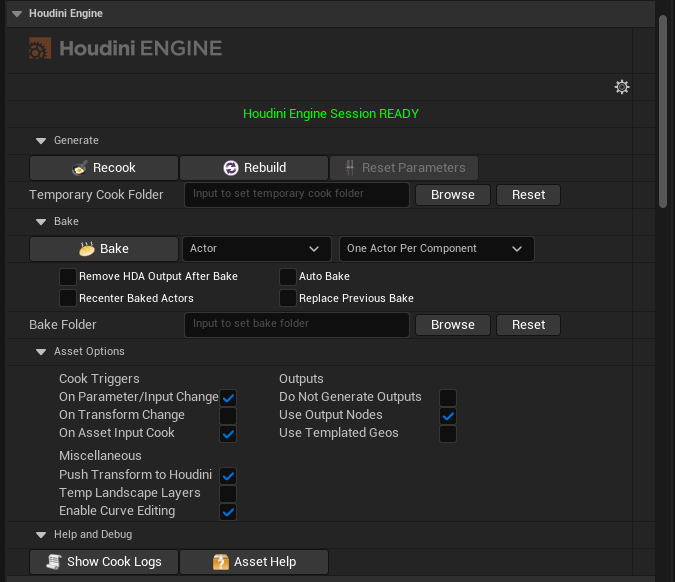 Houdini Engine
Houdini ENGINE
Houdini Engine Session READY
Generate
Recook Rebuild Reset Parameters
Temporary Cook Folder Input to set temporary cook folder Browse Reset
Bake
Bake Actor One Actor Per Component
Remove HDA Output After Bake Auto Bake
Recenter Baked Actors Replace Previous Bake
Bake Folder Input to set bake folder Browse Reset
Asset Options
Cook Triggers Outputs
On Parameter/Input Change Do Not Generate Outputs
On Transform Change Use Output Nodes
On Asset Input Cook Use Templated Geos
Miscellaneous
Push Transform to Houdini
Temp Landscape Layers
Enable Curve Editing
Help and Debug
Show Cook Logs Asset Help